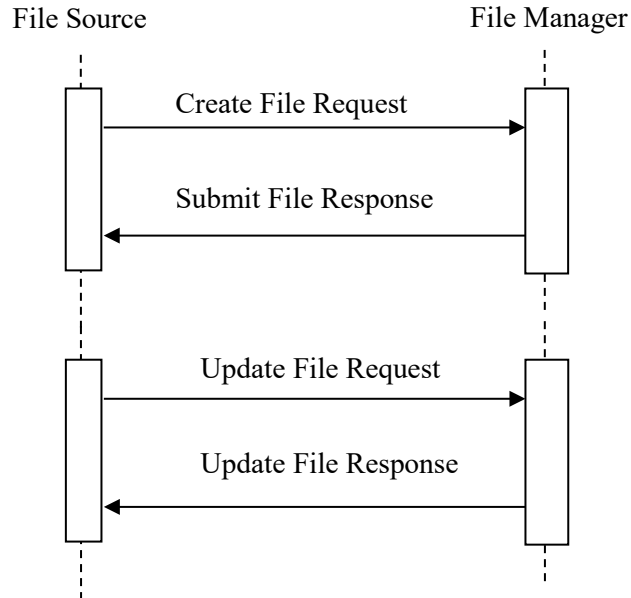 File Source
File Manager
Create File Request
Submit File Response
Update File Request
Update File Response